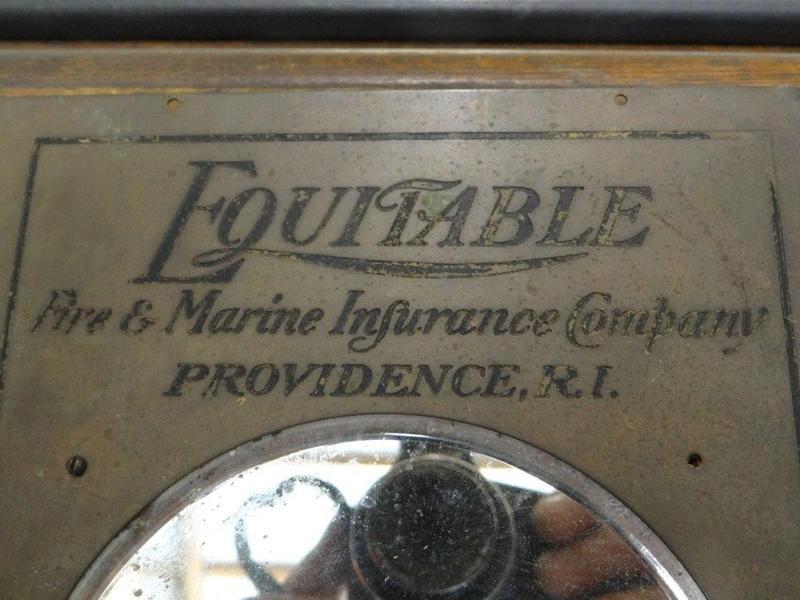 EQUITABLE
Fire & Marine Inſurance Company
PROVIDENCE, R.I.